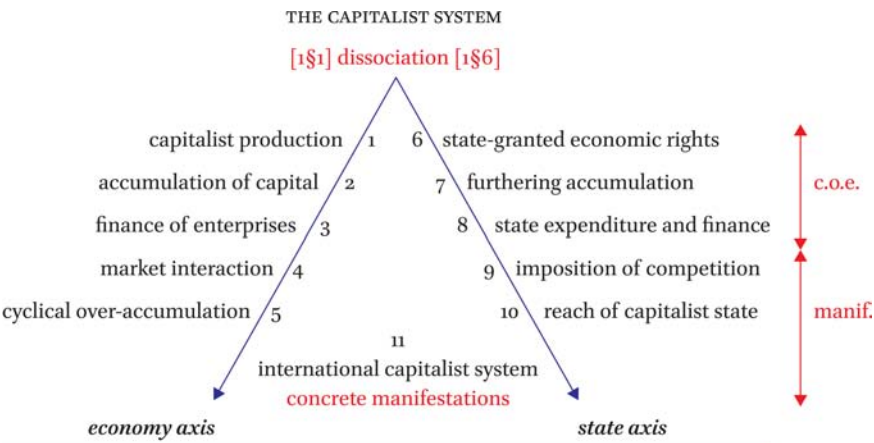 THE CAPITALIST SYSTEM
[1§1] dissociation [1§6]
capitalist production 1 6 state-granted economic rights
accumulation of capital 2 7 furthering accumulation
c.o.e.
finance of enterprises 3 8 state expenditure and finance
market interaction 4 9 imposition of competition
cyclical over-accumulation 5 10 reach of capitalist state
manif.
11
international capitalist system
concrete manifestations
economy axis state axis